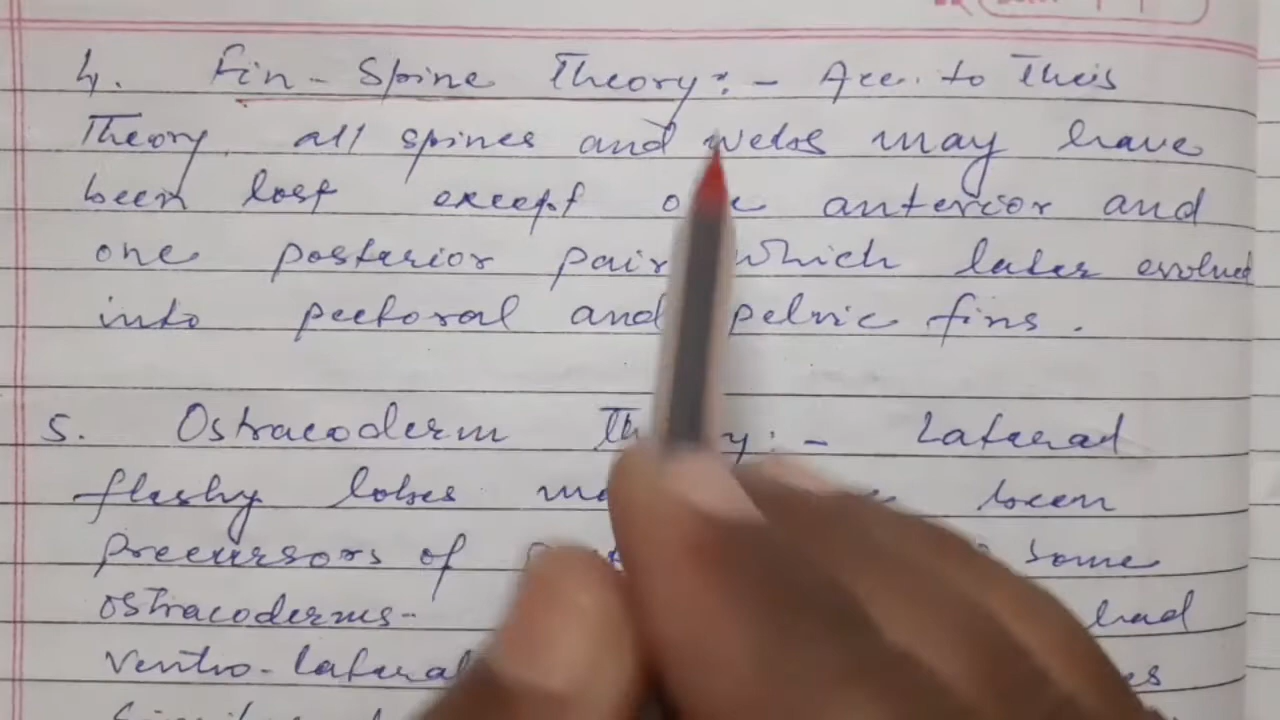 4. Fin-Spine Theory:- Acc. to this
Theory, all spines and webs may have
been lost except one anterior and
one posterior pair which later evolved
into pectoral and pelvic fins.
5. Ostracoderm Theory:- Lateral
fleshy lobes been
precursors of some
ostracoderms- had
Ventro-lateral